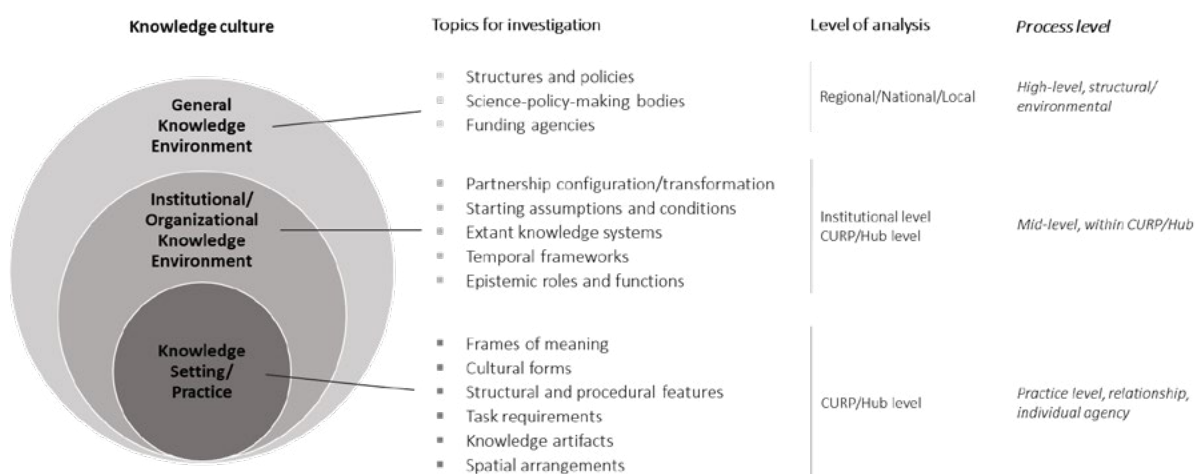 Knowledge culture
Topics for investigation
Level of analysis
Process level
General
Knowledge
Environment
Structures and policies
Science-policy-making bodies
Funding agencies
Regional/National/Local
High-level, structural/
environmental
Institutional/
Organizational
Knowledge
Environment
Partnership configuration/transformation
Starting assumptions and conditions
Extant knowledge systems
Temporal frameworks
Epistemic roles and functions
Institutional level
CURP/Hub level
Mid-level, within CURP/Hub
Knowledge
Setting/
Practice
Frames of meaning
Cultural forms
Structural and procedural features
Task requirements
Knowledge artifacts
Spatial arrangements
CURP/Hub level
Practice level, relationship,
individual agency